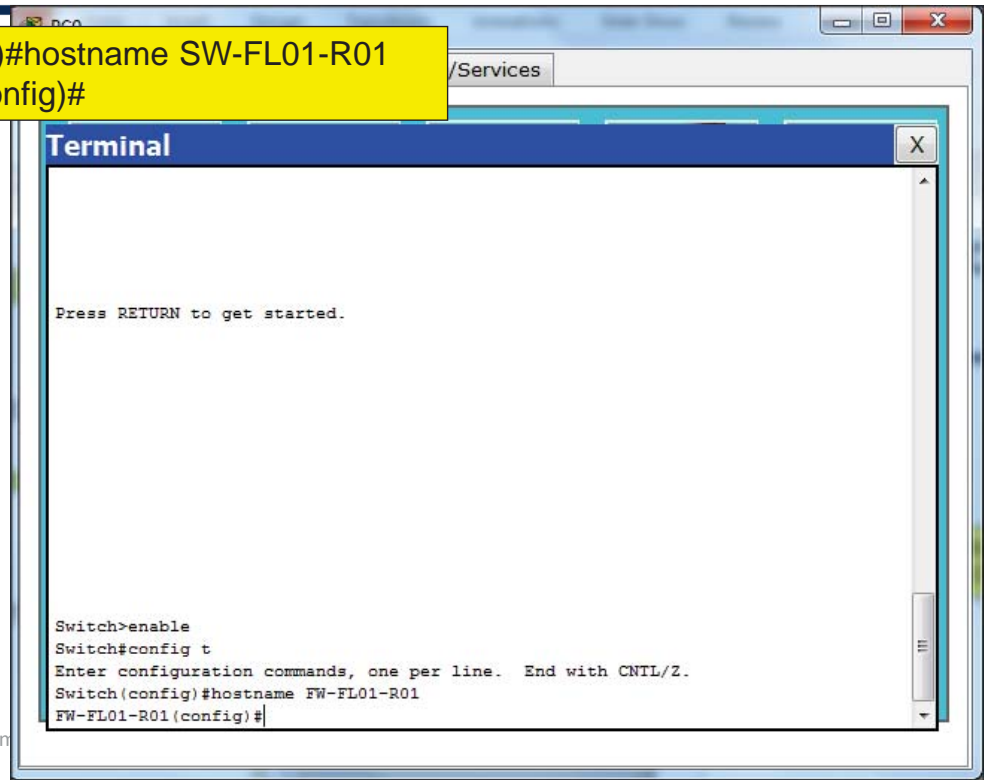 PC0
)#hostname SW-FL01-R01
nfig)#
/Services
Terminal
X
Press RETURN to get started.
Switch>enable
Switch#config t
Enter configuration commands, one per line.  End with CNTL/Z.
Switch(config)#hostname FW-FL01-R01
FW-FL01-R01(config)#